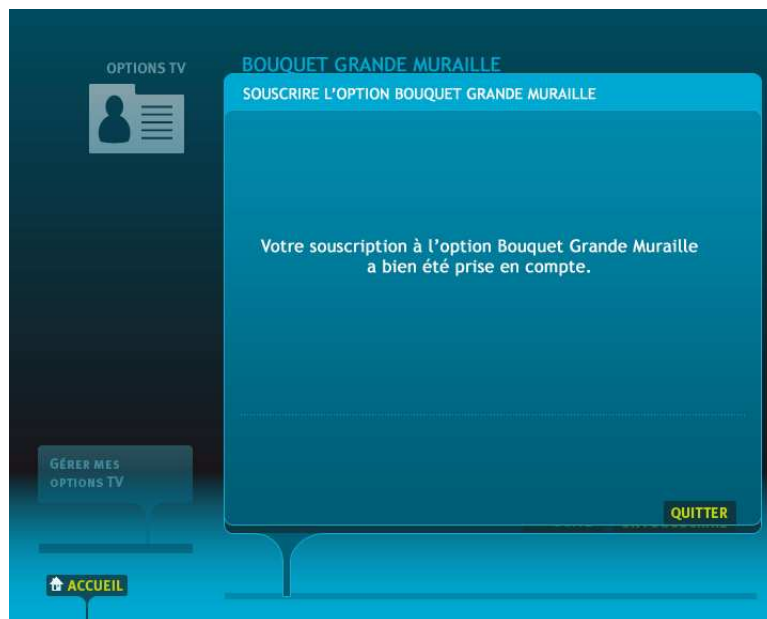 OPTIONS TV
BOUQUET GRANDE MURAILLE
SOUSCRIRE L'OPTION BOUQUET GRANDE MURAILLE
Votre souscription à l'option Bouquet Grande Muraille
a bien été prise en compte.
GÉRER MES
OPTIONS TV
QUITTER
ACCUEIL